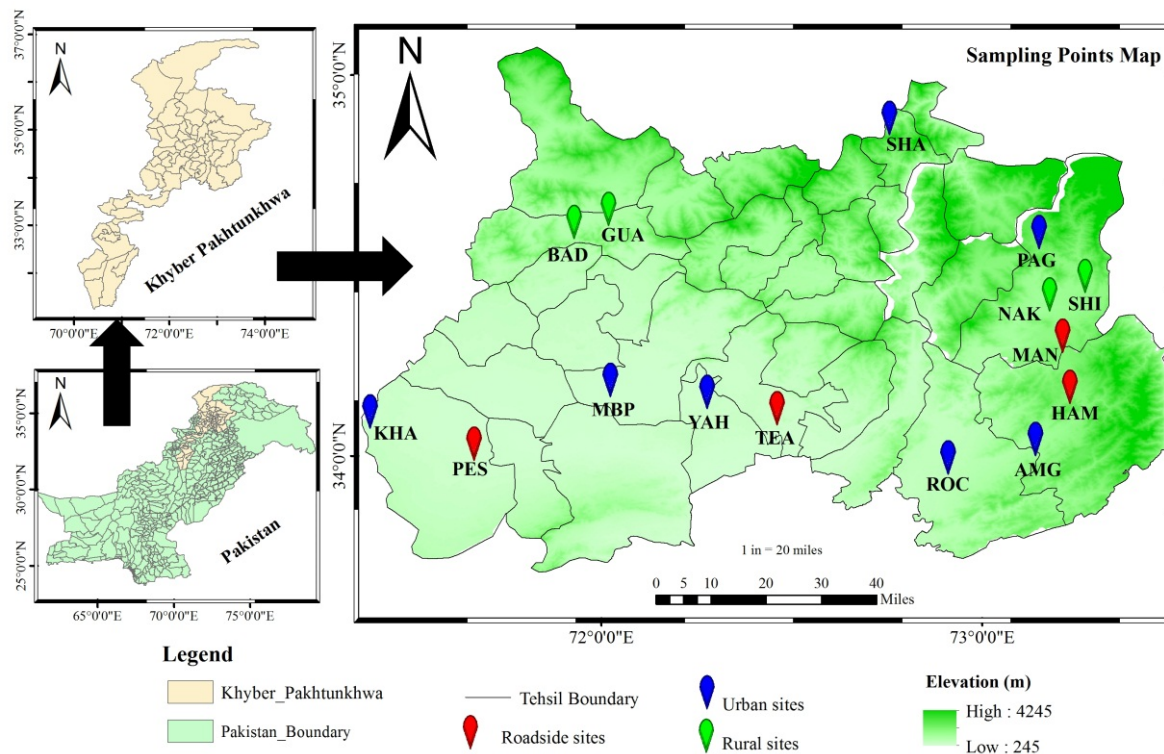 N
37°0'0"N
35°0'0"N
33°0'0"N
Khyber Pakhtunkhwa
70°0'0"E
72°0'0"E
74°0'0"E
N
35°0'0"N
30°0'0"N
25°0'0"N
Pakistan
65°0'0"E
70°0'0"E
75°0'0"E
N
Sampling Points Map
35°0'0"N
34°0'0"N
SHA
GUA
BAD
PAG
SHI
NAK
MAN
HAM
MBP
YAH
TEA
KHA
PES
ROC
AMG
1 in = 20 miles
0 5 10 20 30 40
Miles
72°0'0"E
73°0'0"E
Legend
Khyber_Pakhtunkhwa
Pakistan_Boundary
Tehsil Boundary
Roadside sites
Urban sites
Rural sites
Elevation (m)
High : 4245
Low : 245